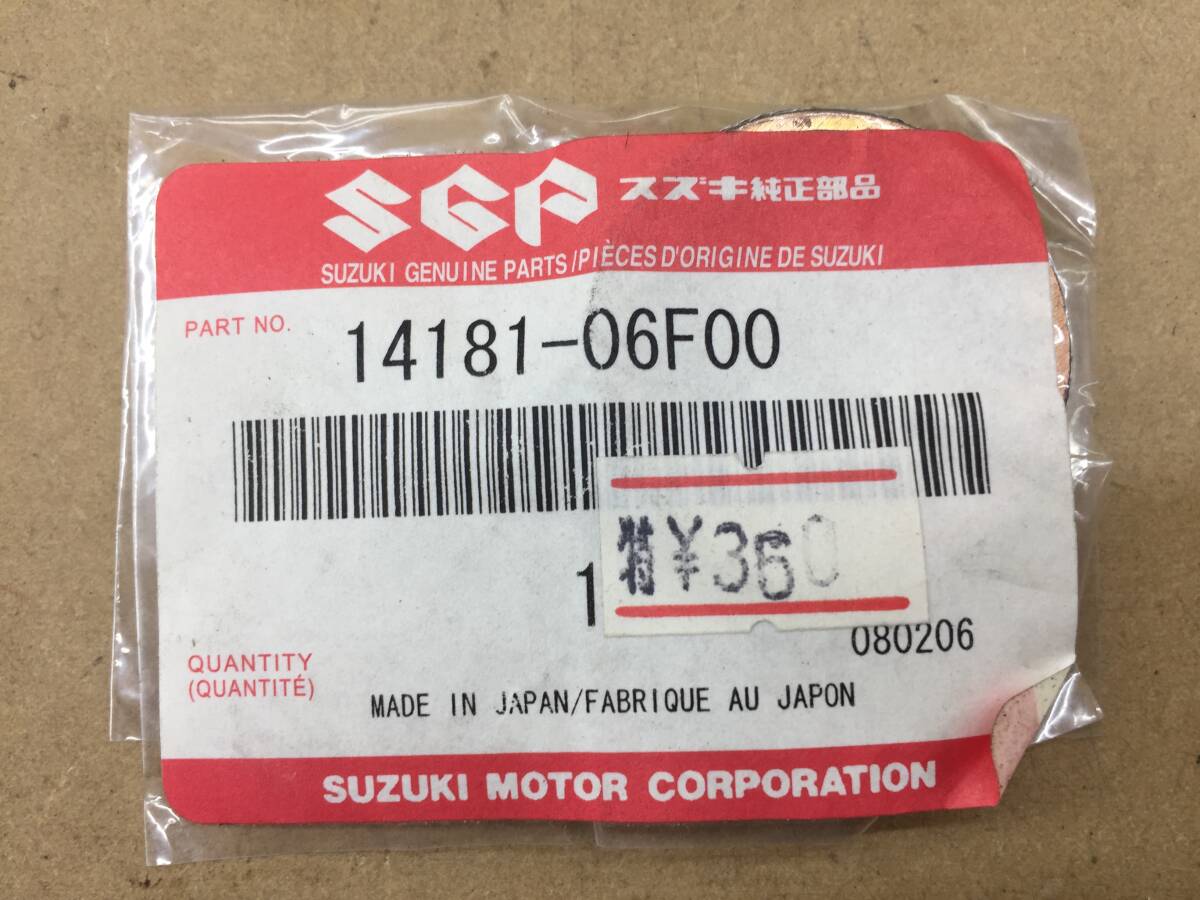 SGP スズキ純正部品
SUZUKI GENUINE PARTS/PIÈCES D'ORIGINE DE SUZUKI
PART NO. 14181-06F00
特 ¥360
1
080206
QUANTITY
(QUANTITÉ)
MADE IN JAPAN/FABRIQUE AU JAPON
SUZUKI MOTOR CORPORATION